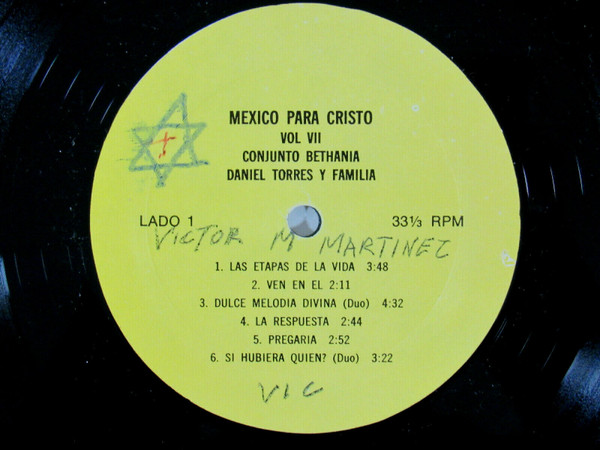 MEXICO PARA CRISTO
VOL VII
CONJUNTO BETHANIA
DANIEL TORRES Y FAMILIA
LADO 1 33⅓ RPM
VICTOR M MARTINEZ
1. LAS ETAPAS DE LA VIDA 3:48
2. VEN EN EL 2:11
3. DULCE MELODIA DIVINA (Duo) 4:32
4. LA RESPUESTA 2:44
5. PREGARIA 2:52
6. SI HUBIERA QUIEN? (Duo) 3:22
VIC